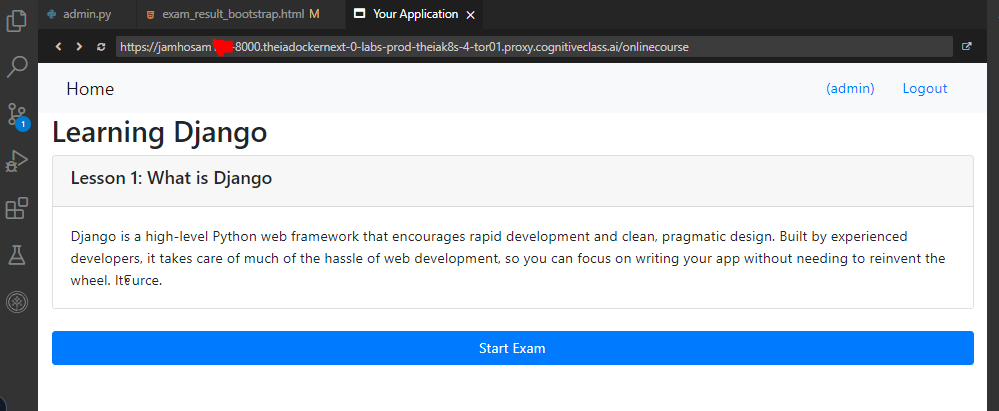 admin.py
exam_result_bootstrap.html M
Your Application
https://jamhosam -8000.theiadockernext-0-labs-prod-theiak8s-4-tor01.proxy.cognitiveclass.ai/onlinecourse
Home
(admin)
Logout
Learning Django
Lesson 1: What is Django
Django is a high-level Python web framework that encourages rapid development and clean, pragmatic design. Built by experienced
developers, it takes care of much of the hassle of web development, so you can focus on writing your app without needing to reinvent the
wheel.
Start Exam
1